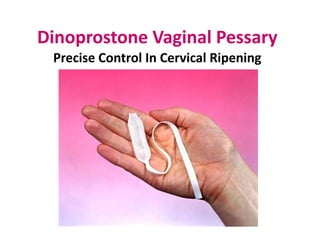 Dinoprostone Vaginal Pessary
Precise Control In Cervical Ripening